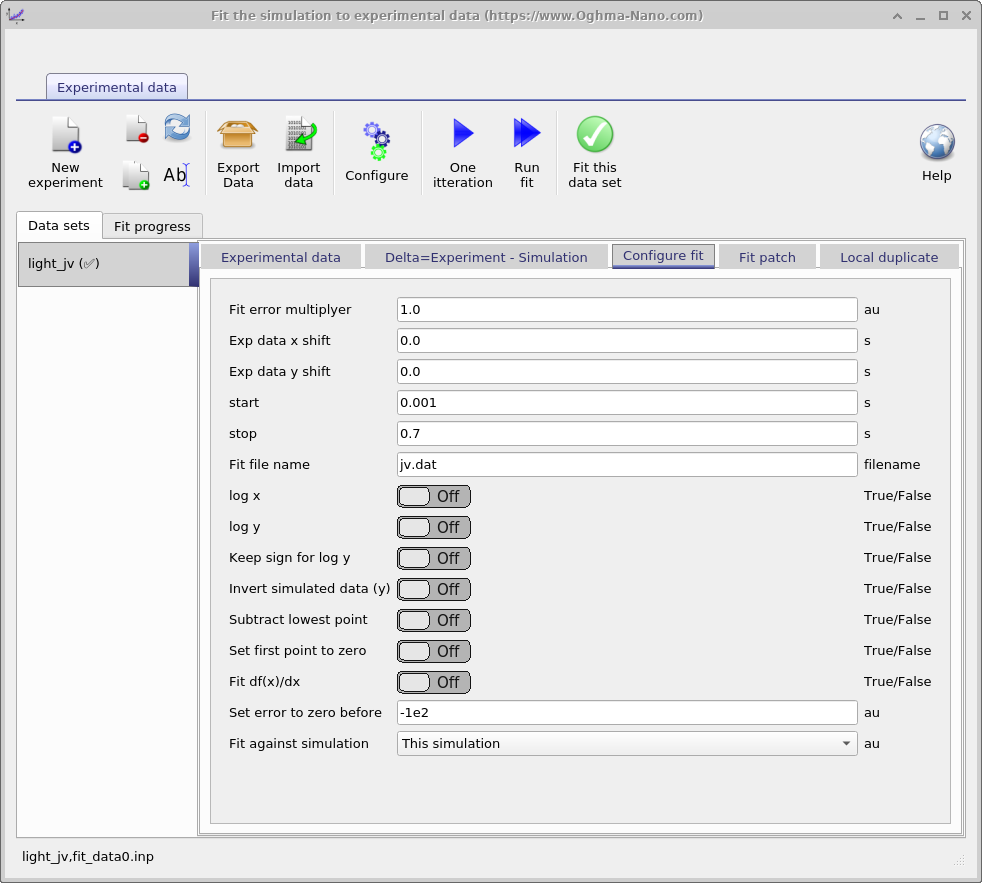 Fit the simulation to experimental data (https://www.Oghma-Nano.com)
Experimental data
New experiment
Ab
Export Data
Import data
Configure
One itteration
Run fit
Fit this data set
Help
Data sets
Fit progress
light_jv (✅)
Experimental data
Delta=Experiment - Simulation
Configure fit
Fit patch
Local duplicate
Fit error multiplyer 1.0 au
Exp data x shift 0.0 s
Exp data y shift 0.0 s
start 0.001 s
stop 0.7 s
Fit file name jv.dat filename
log x Off True/False
log y Off True/False
Keep sign for log y Off True/False
Invert simulated data (y) Off True/False
Subtract lowest point Off True/False
Set first point to zero Off True/False
Fit df(x)/dx Off True/False
Set error to zero before -1e2 au
Fit against simulation This simulation au
light_jv,fit_data0.inp